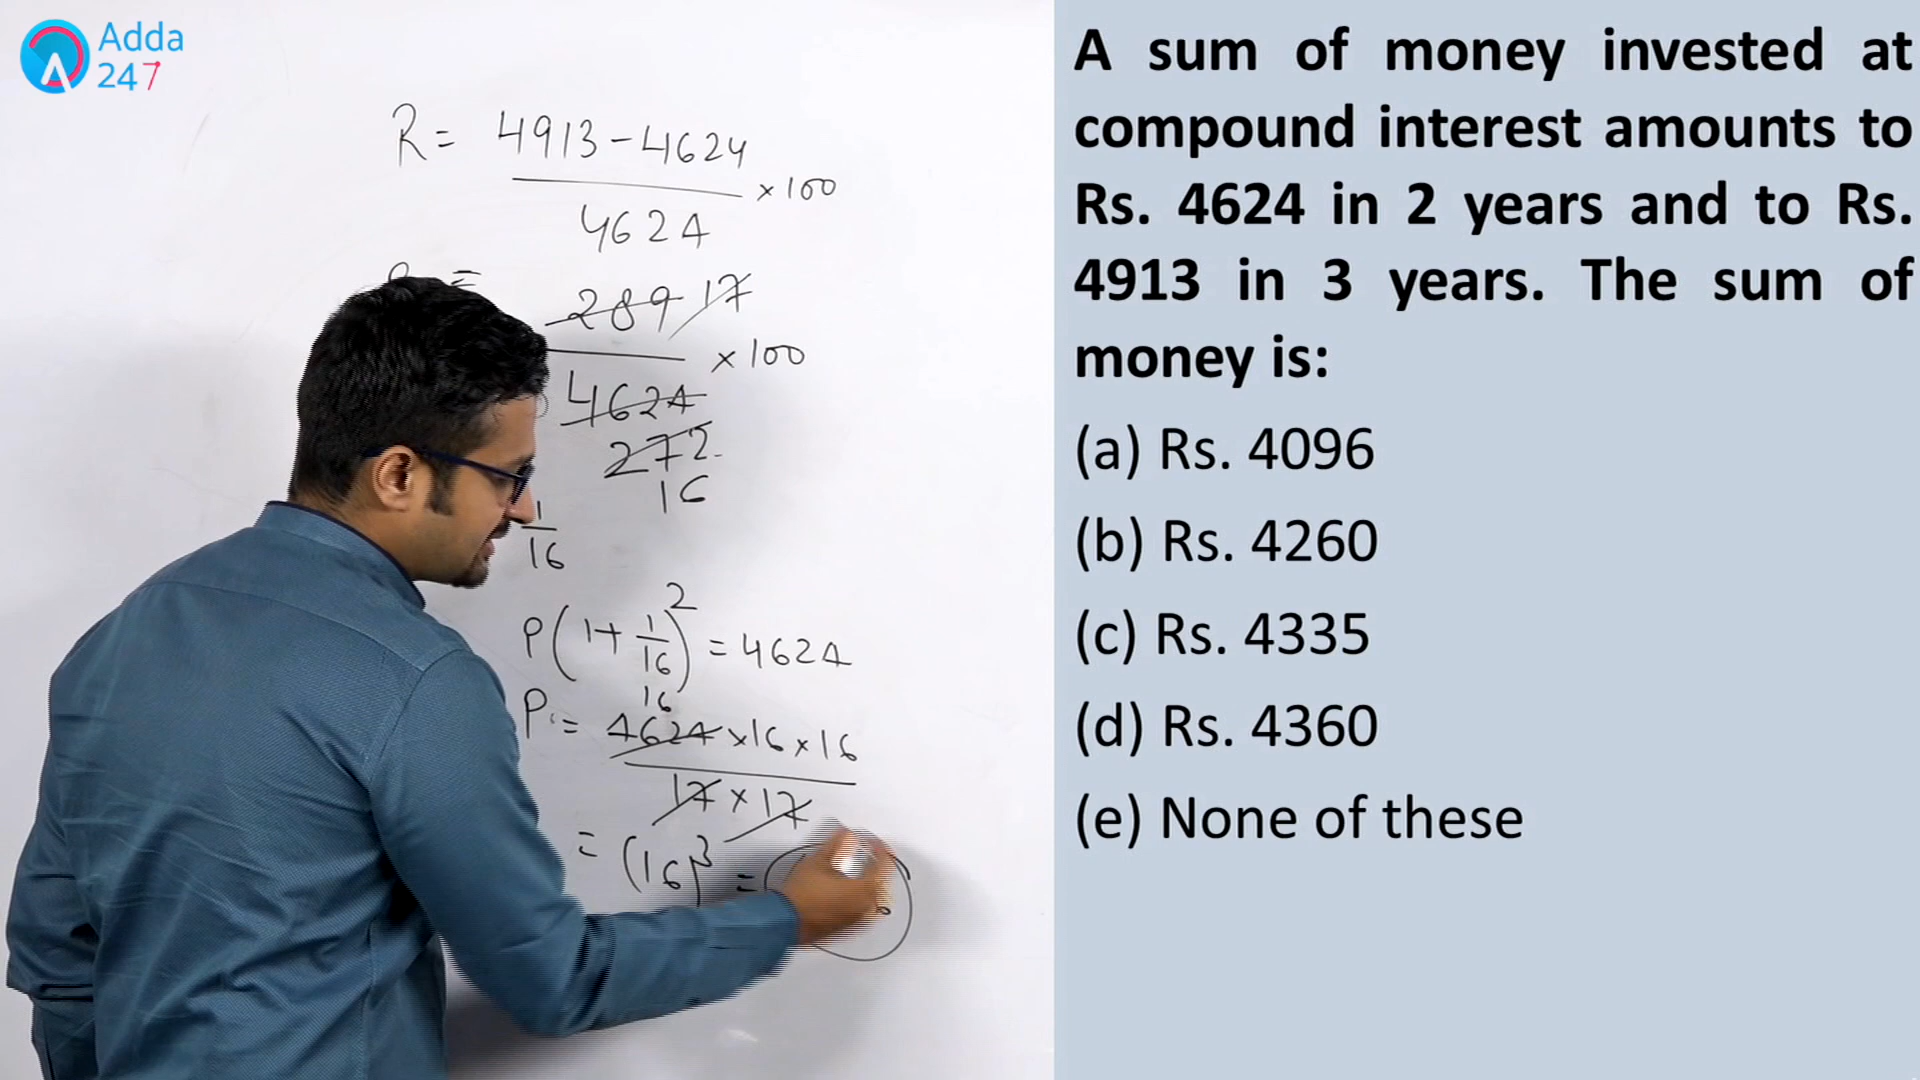 Adda
247
R = 4913 - 4624
× 100
4624
=
289 17
× 100
4624
272
16
1
16
P(1+1/16)² = 4624
16
P = 4624 × 16 × 16
17 × 17
= (16)³ =
A sum of money invested at
compound interest amounts to
Rs. 4624 in 2 years and to Rs.
4913 in 3 years. The sum of
money is:
(a) Rs. 4096
(b) Rs. 4260
(c) Rs. 4335
(d) Rs. 4360
(e) None of these